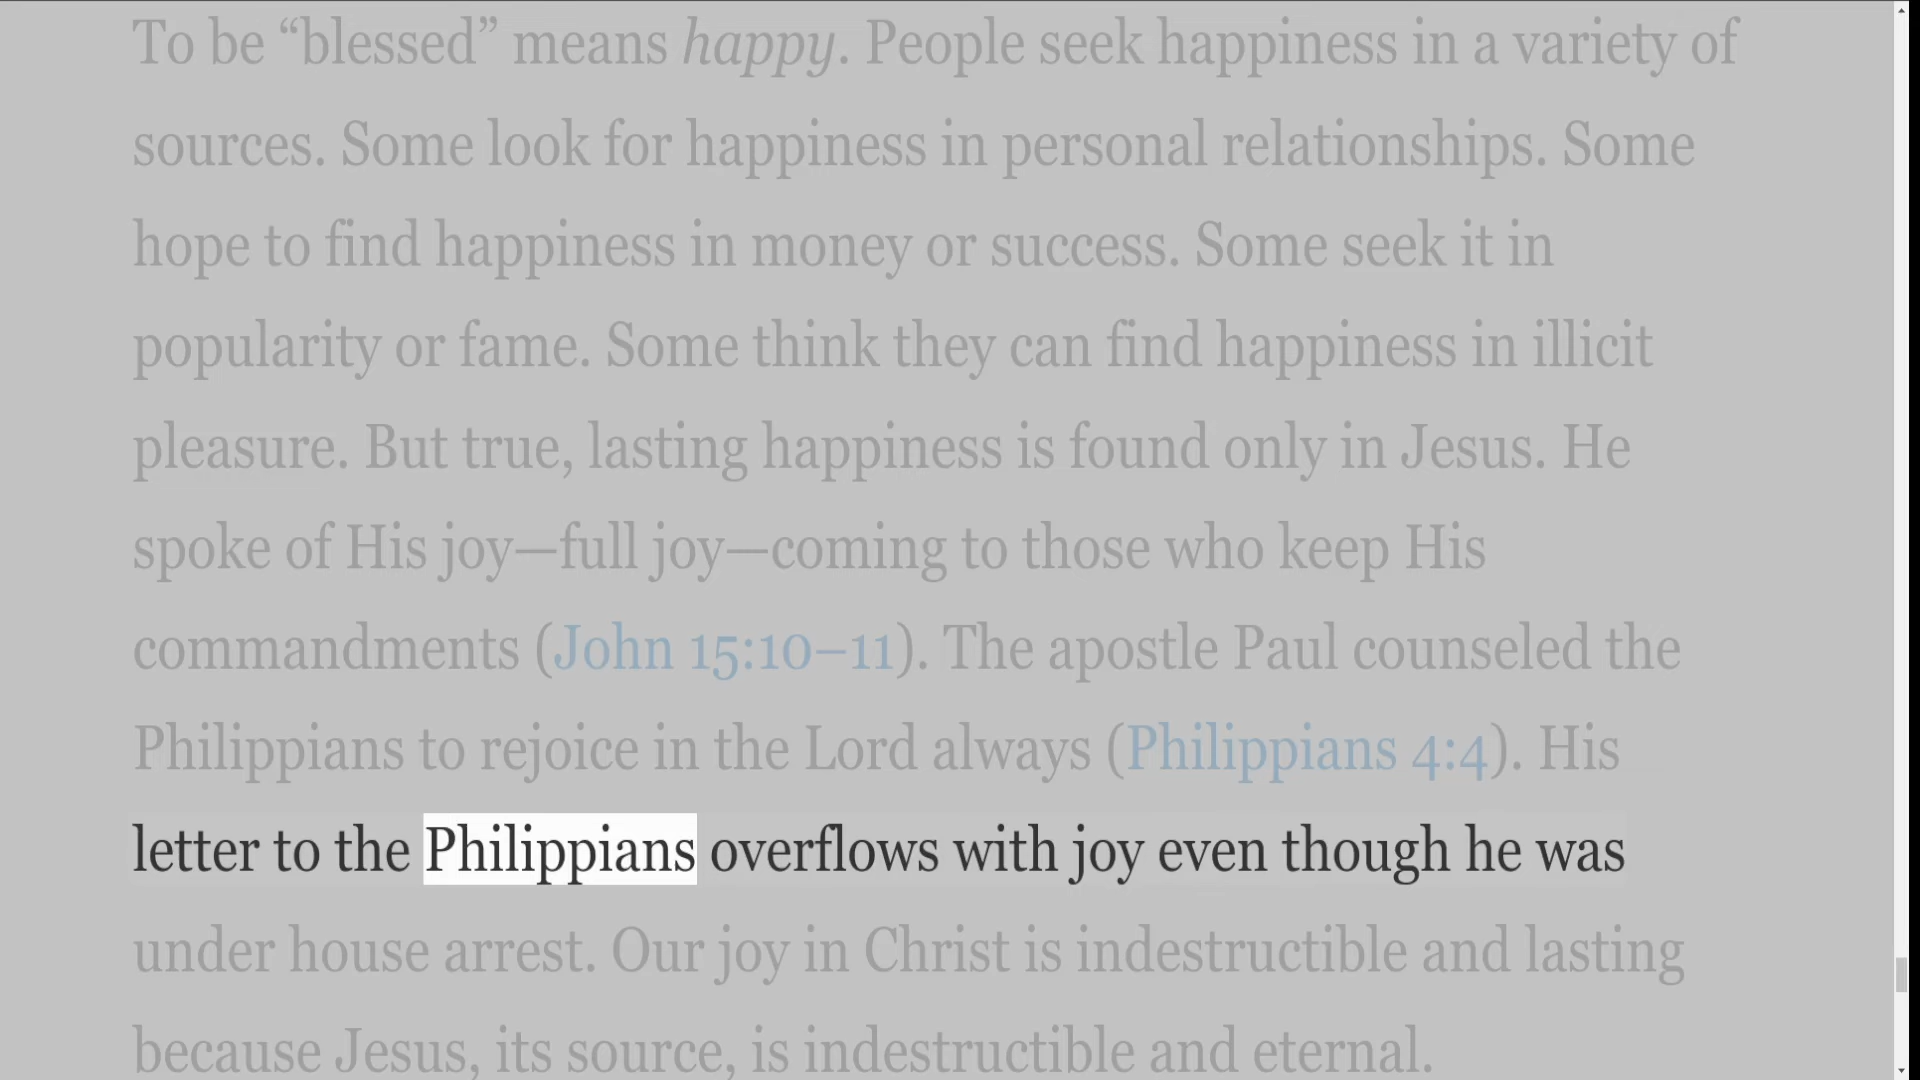 To be “blessed” means happy. People seek happiness in a variety of
sources. Some look for happiness in personal relationships. Some
hope to find happiness in money or success. Some seek it in
popularity or fame. Some think they can find happiness in illicit
pleasure. But true, lasting happiness is found only in Jesus. He
spoke of His joy—full joy—coming to those who keep His
commandments (John 15:10–11). The apostle Paul counseled the
Philippians to rejoice in the Lord always (Philippians 4:4). His
letter to the Philippians overflows with joy even though he was
under house arrest. Our joy in Christ is indestructible and lasting
because Jesus, its source, is indestructible and eternal.